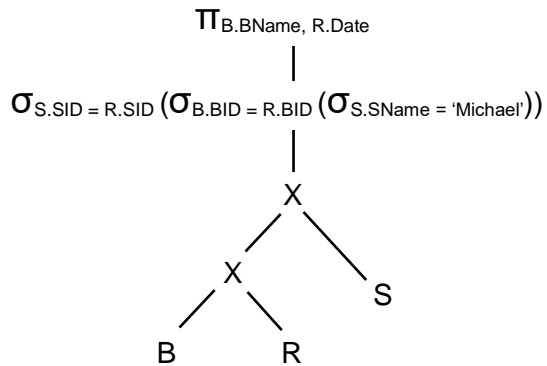 π B.BName, R.Date
σ S.SID = R.SID (σ B.BID = R.BID (σ S.SName = ‘Michael’))
X
X
S
B R